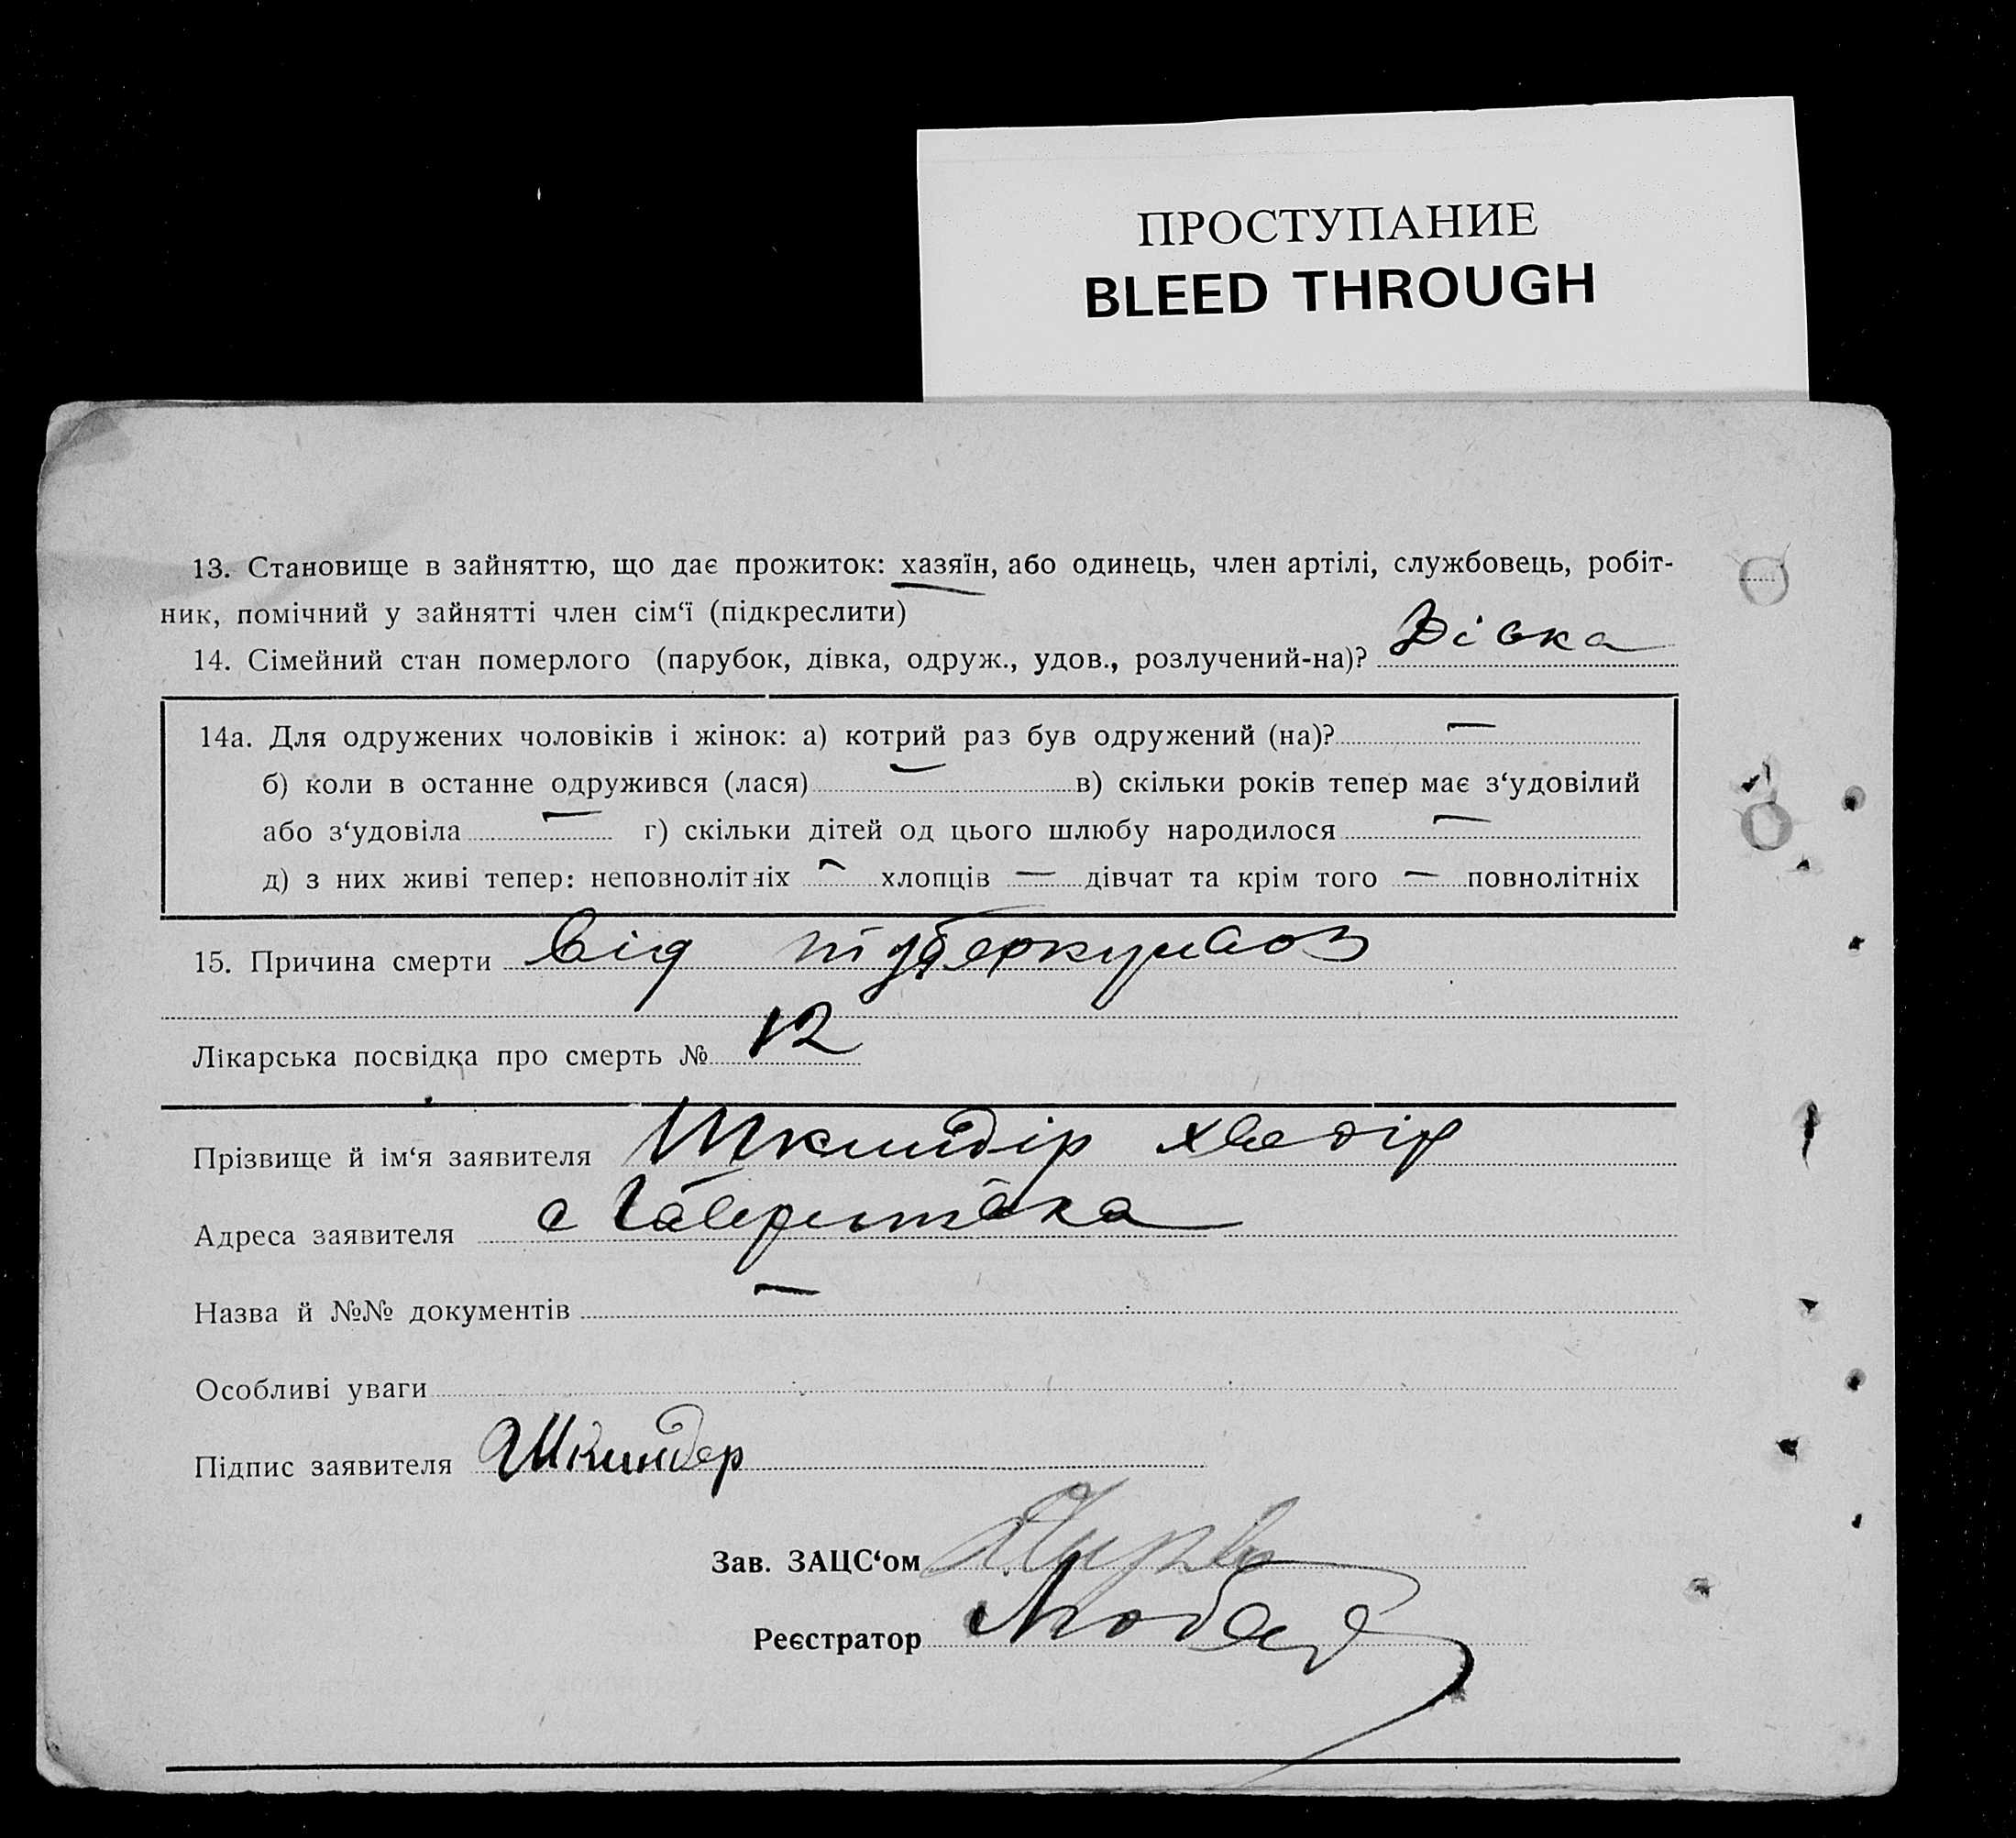 ПРОСТУПАНИЕ
BLEED THROUGH
13. Становище в зайняттю, що дає прожиток: хазяїн, або одинець, член артілі, службовець, робіт-
ник, помічний у зайнятті член сім‘ї (підкреслити)
14. Сімейний стан померлого (парубок, дівка, одруж., удов., розлучений-на)? Дівка
14а. Для одружених чоловіків і жінок: а) котрий раз був одружений (на)? —
б) коли в останне одружився (лася) — в) скільки років тепер має з‘удовілий
або з‘удовіла — г) скільки дітей од цього шлюбу народилося —
д) з них живі тепер: неповнолітніх — хлопців — дівчат та крім того — повнолітніх
15. Причина смерти від
Лікарська посвідка про смерть № 12
Прізвище й ім‘я заявителя Шкиндір Хведір
Адреса заявителя с
Назва й №№ документів —
Особливі уваги
Підпис заявителя Шкиндер
Зав. ЗАЦС‘ом
Реєстратор